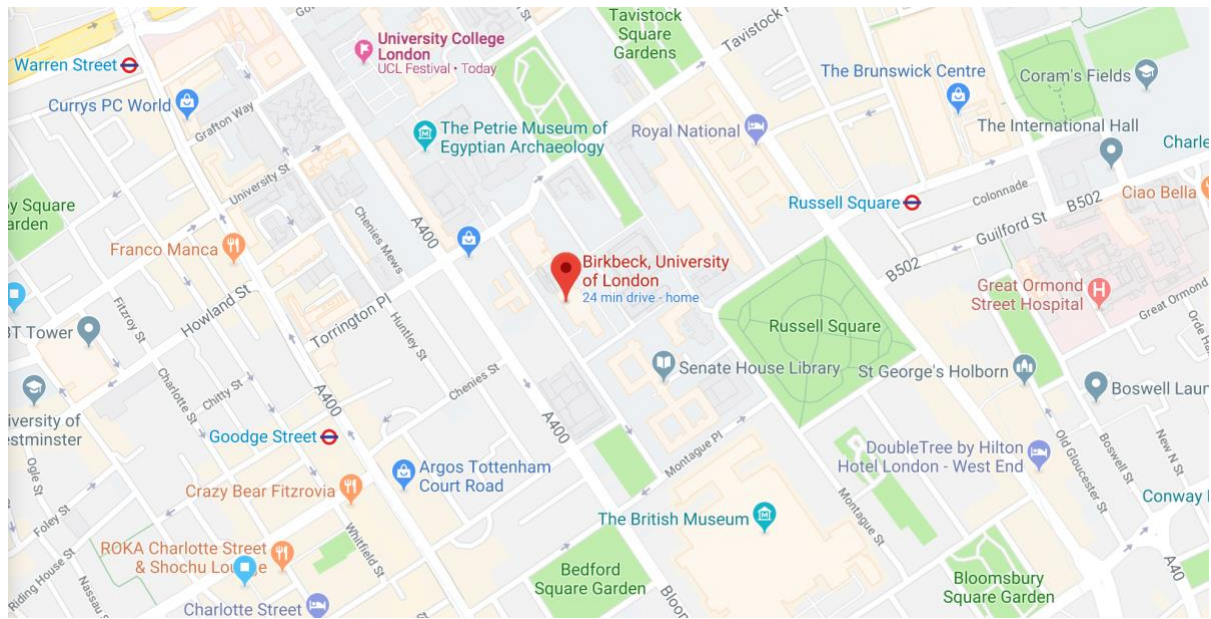 Tavistock
Square
Gardens
Tavistock
University College
London
UCL Festival • Today
Warren Street
The Brunswick Centre
Coram's Fields
Currys PC World
Grafton Way
The Petrie Museum of
Egyptian Archaeology
Royal National
The International Hall
Charle
University St
Colonnade
B502
Ciao Bella
y Square
arden
Chenies Mews
A400
Russell Square
Guilford St
Franco Manca
Birkbeck, University
of London
24 min drive - home
B502
Great Ormond
Street Hospital
Great Ormond
Fitzroy St
Howland St
Torrington Pl
Huntley St
Russell Square
Orde Ha
BT Tower
Charlotte St
Chitty St
Chenies St
Senate House Library
St George's Holborn
Boswell Laun
iversity of
estminster
A400
A400
Goodge Street
Montague Pl
DoubleTree by Hilton
Hotel London - West End
Old Gloucester St
Boswell St
New N St
Ogle St
Argos Tottenham
Court Road
Crazy Bear Fitzrovia
Conway
Foley St
Whitfield St
The British Museum
Montague St
ROKA Charlotte Street
& Shochu Lounge
Riding House St
Nassau
Bedford
Square Garden
Bloomsbury
Square Garden
A40
Charlotte Street
Bloon